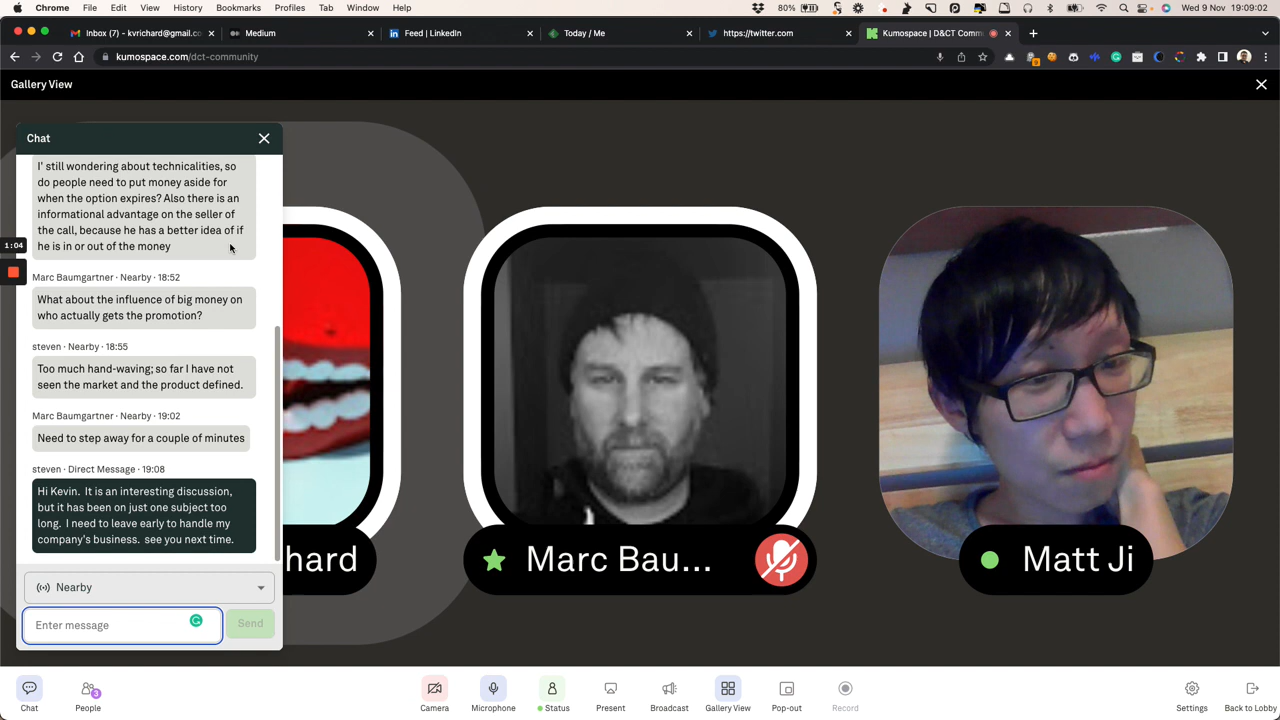 Chrome File Edit View History Bookmarks Profiles Tab Window Help 80% Wed 9 Nov 19:09:02
Inbox (7) - kvrichard@gmail.co Medium Feed | LinkedIn Today / Me https://twitter.com Kumospace | D&CT Comm
kumospace.com/dct-community
Gallery View
Chat
I' still wondering about technicalities, so
do people need to put money aside for
when the option expires? Also there is an
informational advantage on the seller of
the call, because he has a better idea of if
he is in or out of the money
1:04
Marc Baumgartner · Nearby · 18:52
What about the influence of big money on
who actually gets the promotion?
steven · Nearby · 18:55
Too much hand-waving; so far I have not
seen the market and the product defined.
Marc Baumgartner · Nearby · 19:02
Need to step away for a couple of minutes
steven · Direct Message · 19:08
Hi Kevin. It is an interesting discussion,
but it has been on just one subject too
long. I need to leave early to handle my
company's business. see you next time.
hard
Marc Bau...
Matt Ji
Nearby
Enter message
Send
3
Chat People Camera Microphone Status Present Broadcast Gallery View Pop-out Record Settings Back to Lobby